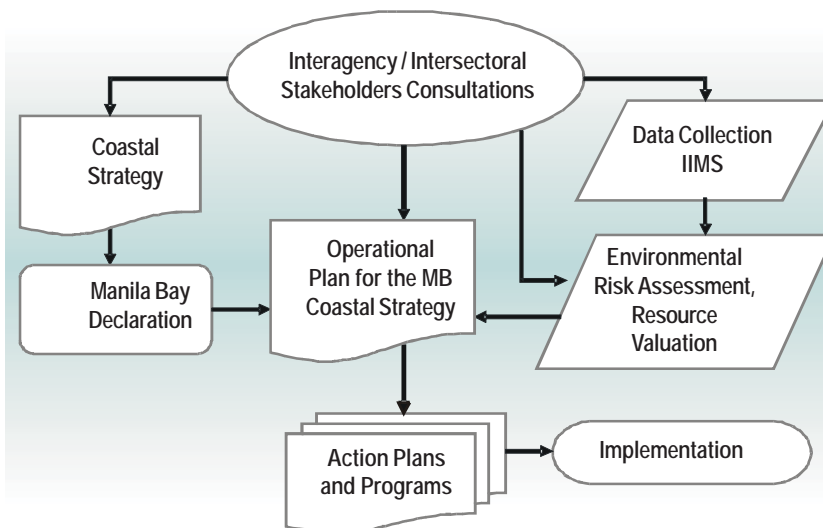 Interagency / Intersectoral
Stakeholders Consultations
Coastal
Strategy
Data Collection
IIMS
Operational
Plan for the MB
Coastal Strategy
Environmental
Risk Assessment,
Resource
Valuation
Manila Bay
Declaration
Action Plans
and Programs
Implementation